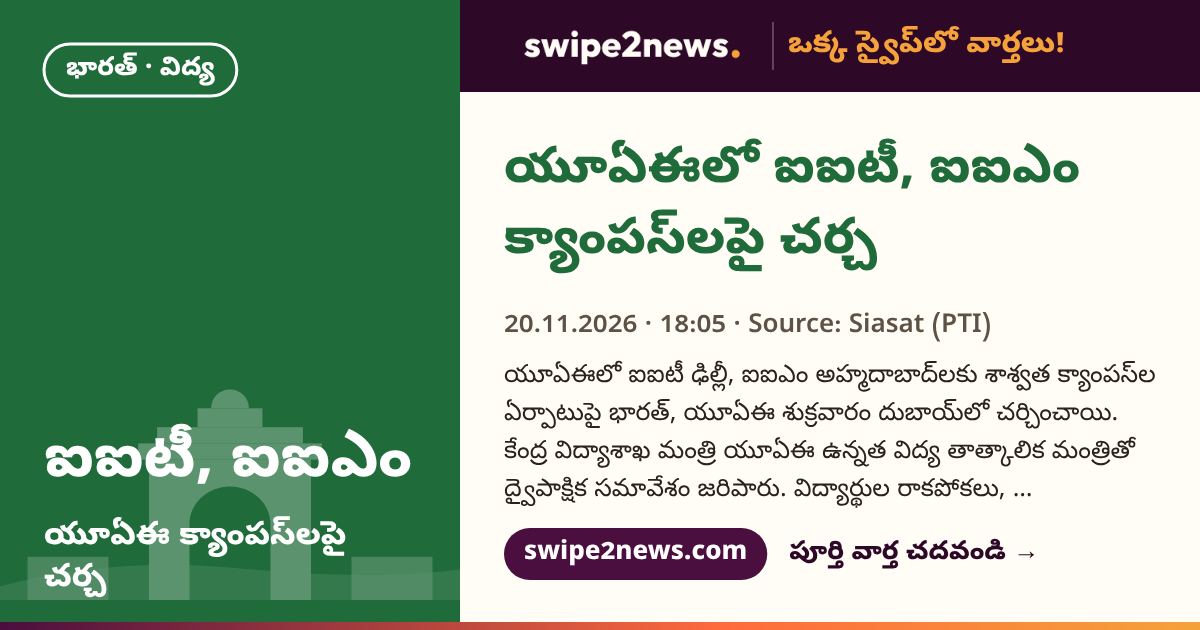 భారత్ · విద్య
ఐఐటీ, ఐఐఎం
యూఏఈ క్యాంపస్‌లపై
చర్చ
swipe2news.
ఒక్క స్వైప్‌లో వార్తలు!
యూఏఈలో ఐఐటీ, ఐఐఎం
క్యాంపస్‌లపై చర్చ
20.11.2026 · 18:05 · Source: Siasat (PTI)
యూఏఈలో ఐఐటీ ఢిల్లీ, ఐఐఎం అహ్మదాబాద్‌లకు శాశ్వత క్యాంపస్‌ల
ఏర్పాటుపై భారత్, యూఏఈ శుక్రవారం దుబాయ్‌లో చర్చించాయి.
కేంద్ర విద్యాశాఖ మంత్రి యూఏఈ ఉన్నత విద్య తాత్కాలిక మంత్రితో
ద్వైపాక్షిక సమావేశం జరిపారు. విద్యార్థుల రాకపోకలు, ...
swipe2news.com
పూర్తి వార్త చదవండి →